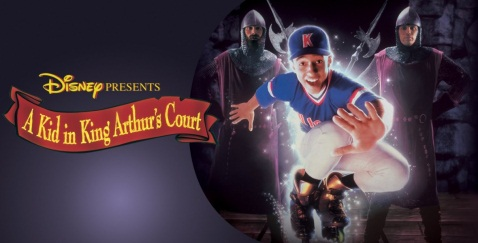 Disney PRESENTS
A Kid in King Arthur's Court
K